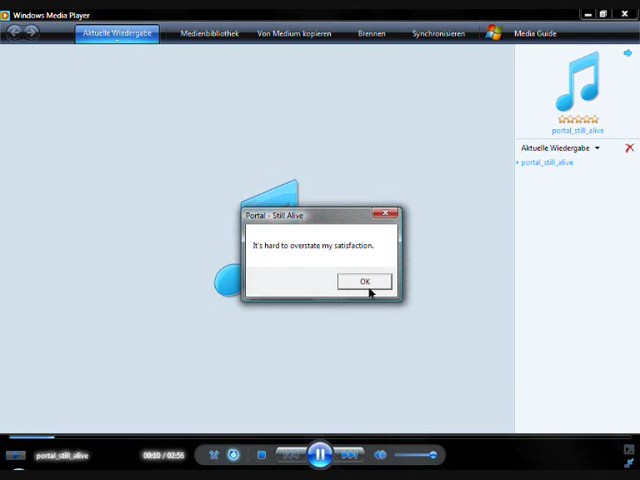 Windows Media Player
Aktuelle Wiedergabe
Medienbibliothek
Von Medium kopieren
Brennen
Synchronisieren
Media Guide
portal_still_alive
Aktuelle Wiedergabe
portal_still_alive
Portal - Still Alive
It's hard to overstate my satisfaction.
OK
portal_still_alive
00:10 / 02:56